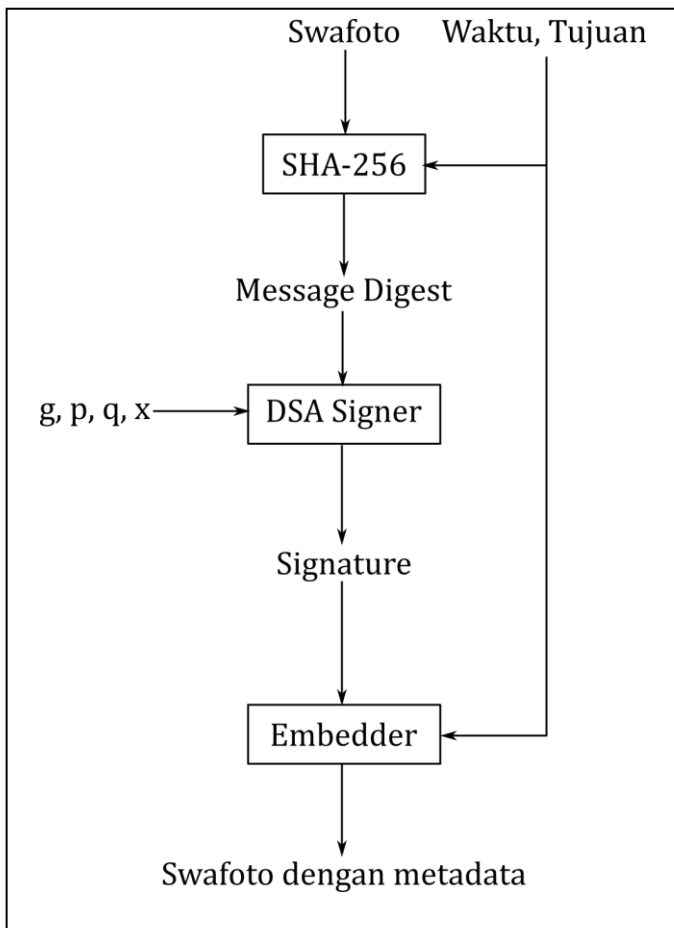 Swafoto Waktu, Tujuan
SHA-256
Message Digest
g, p, q, x DSA Signer
Signature
Embedder
Swafoto dengan metadata